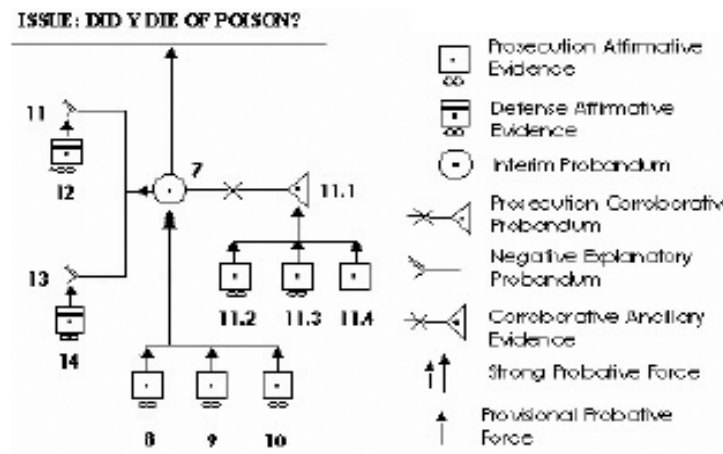 ISSUE: DID Y DIE OF POISON?
11
12
7
11.1
13
14
11.2 11.3 11.4
8 9 10
Prosecution Affirmative
Evidence
Defense Affirmative
Evidence
Interim Probandum
Prosecution Corroborative
Probandum
Negative Explanatory
Probandum
Corroborative Ancillary
Evidence
Strong Probative Force
Provisional Probative
Force